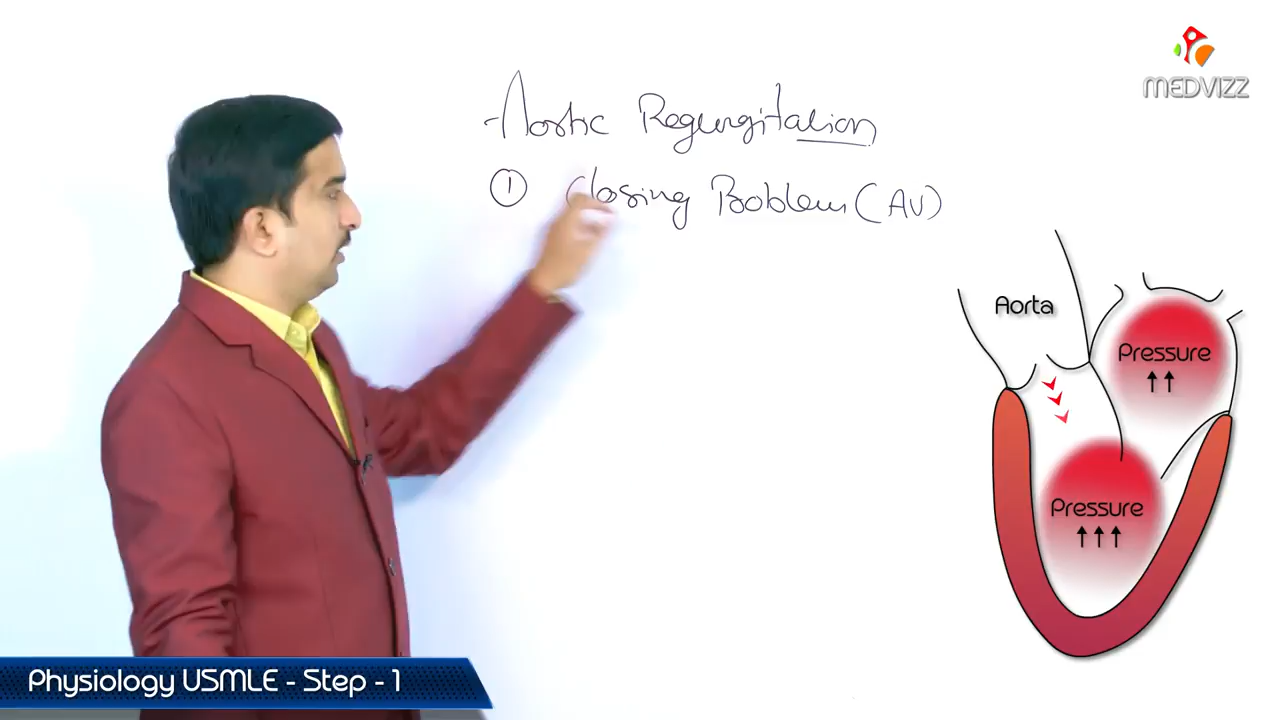 MEDVIZZ
Aortic Regurgitation
① Closing Problem (AV)
Aorta
Pressure
↑↑
Pressure
↑↑↑
Physiology USMLE - Step - 1